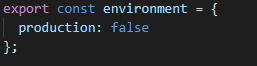 export const environment = {
  production: false
};